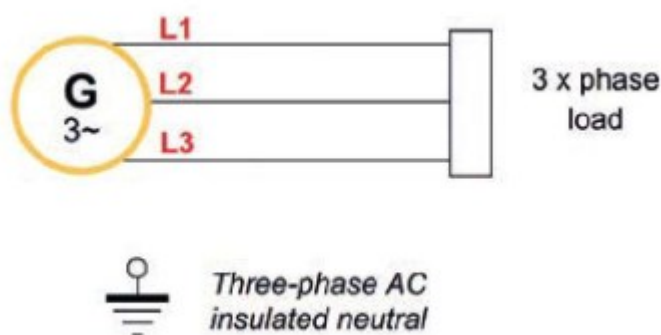 L1
G
3~
L2
L3
3 x phase
load
Three-phase AC
insulated neutral